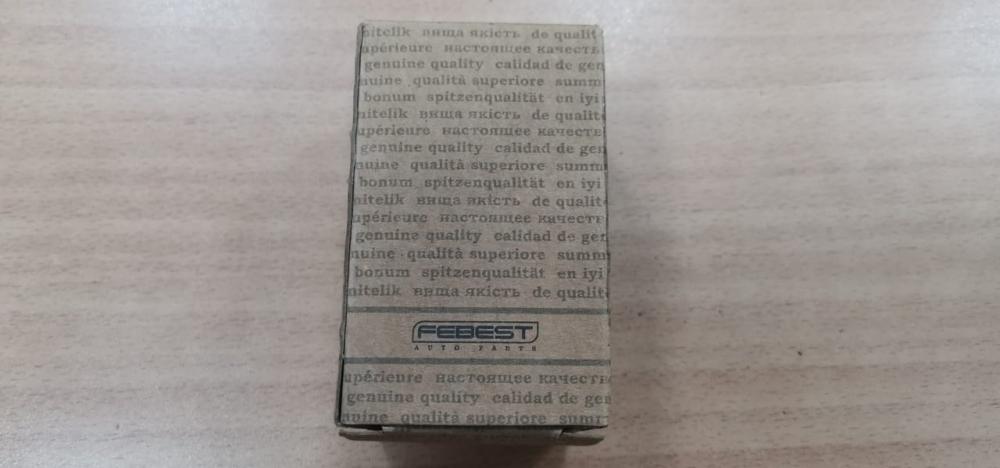 nitelik вища якість de qualit
upérieure настоящее качеств
genuine quality calidad de gen
nuine qualità superiore summ
bonum spitzenqualität en iyi
nitelik вища якість de qualit
upérieure настоящее качеств
genuine quality calidad de gen
nuine qualità superiore summ
bonum spitzenqualität en iyi
nitelik вища якість de qualit
upérieure настоящее качеств
genuine quality calidad de gen
nuine qualità superiore summ
bonum spitzenqualität en iyi
nitelik вища якість de qualit
FEBEST
AUTO PARTS
upérieure настоящее качеств
genuine quality calidad de gen
nuine qualità superiore summ